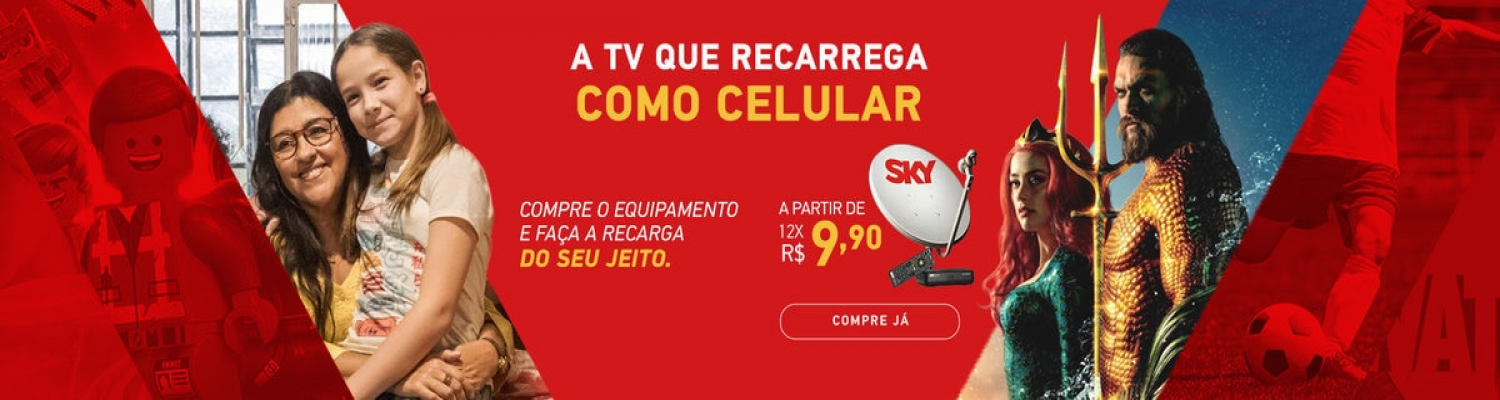 A TV QUE RECARREGA
COMO CELULAR
COMPRE O EQUIPAMENTO
E FAÇA A RECARGA
DO SEU JEITO.
A PARTIR DE
12X
R$ 9,90
SKY
COMPRE JÁ
EMMET